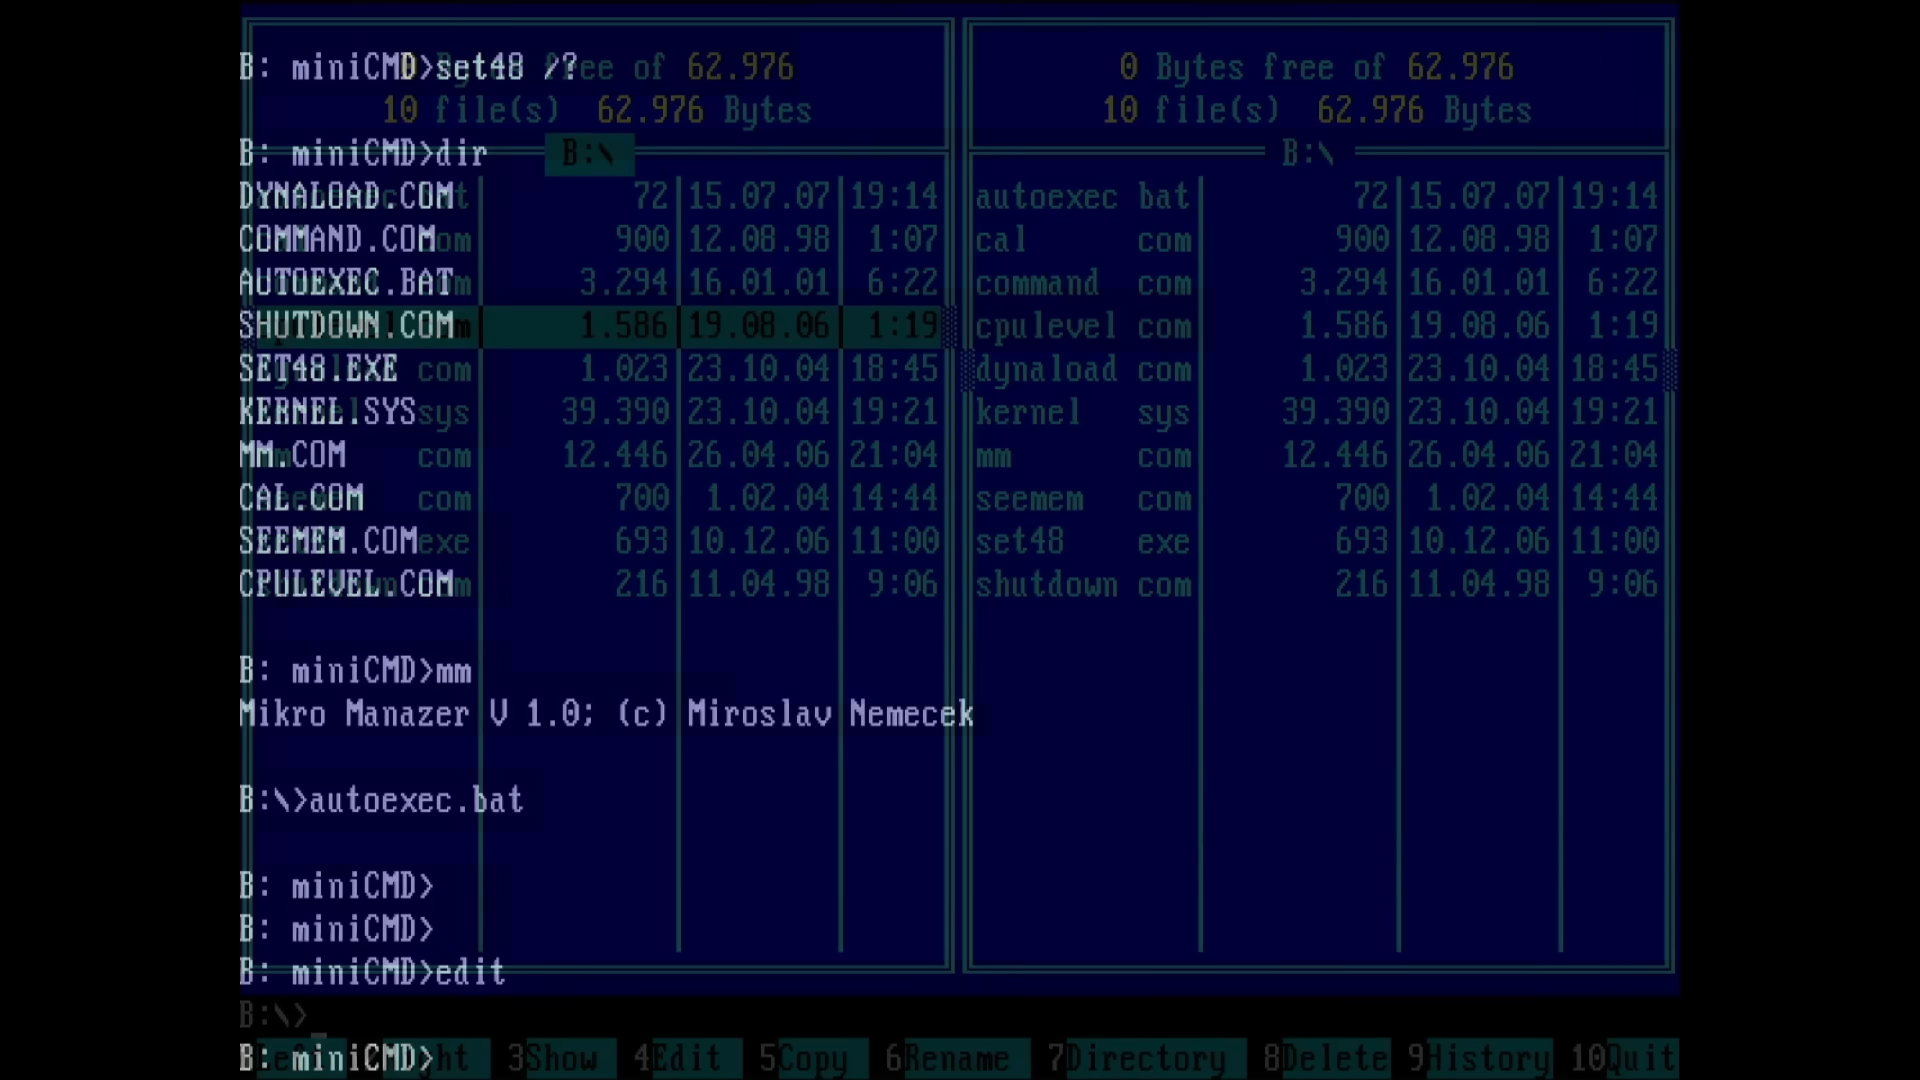 B: miniCMD>set48 /?
0 Bytes free of 62.976 0 Bytes free of 62.976
10 file(s) 62.976 Bytes 10 file(s) 62.976 Bytes
B: miniCMD>dir B:\ B:\
DYNALOAD.COM 72 15.07.07 19:14 autoexec bat 72 15.07.07 19:14
COMMAND.COM 900 12.08.98 1:07 cal com 900 12.08.98 1:07
AUTOEXEC.BAT 3.294 16.01.01 6:22 command com 3.294 16.01.01 6:22
SHUTDOWN.COM 1.586 19.08.06 1:19 cpulevel com 1.586 19.08.06 1:19
SET48.EXE com 1.023 23.10.04 18:45 dynaload com 1.023 23.10.04 18:45
KERNEL.SYS sys 39.390 23.10.04 19:21 kernel sys 39.390 23.10.04 19:21
MM.COM com 12.446 26.04.06 21:04 mm com 12.446 26.04.06 21:04
CAL.COM com 700 1.02.04 14:44 seemem com 700 1.02.04 14:44
SEEMEM.COM exe 693 10.12.06 11:00 set48 exe 693 10.12.06 11:00
CPULEVEL.COM 216 11.04.98 9:06 shutdown com 216 11.04.98 9:06
B: miniCMD>mm
Mikro Manazer V 1.0; (c) Miroslav Nemecek
B:\>autoexec.bat
B: miniCMD>
B: miniCMD>
B: miniCMD>edit
B:\>_
B: miniCMD> 3Show 4Edit 5Copy 6Rename 7Directory 8Delete 9History 10Quit